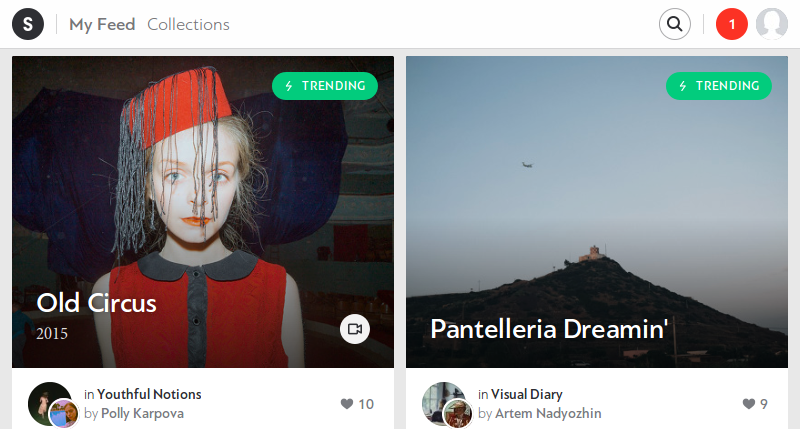 S
My Feed Collections
1
TRENDING
TRENDING
Old Circus
2015
Pantelleria Dreamin'
in Youthful Notions
by Polly Karpova
10
in Visual Diary
by Artem Nadyozhin
9